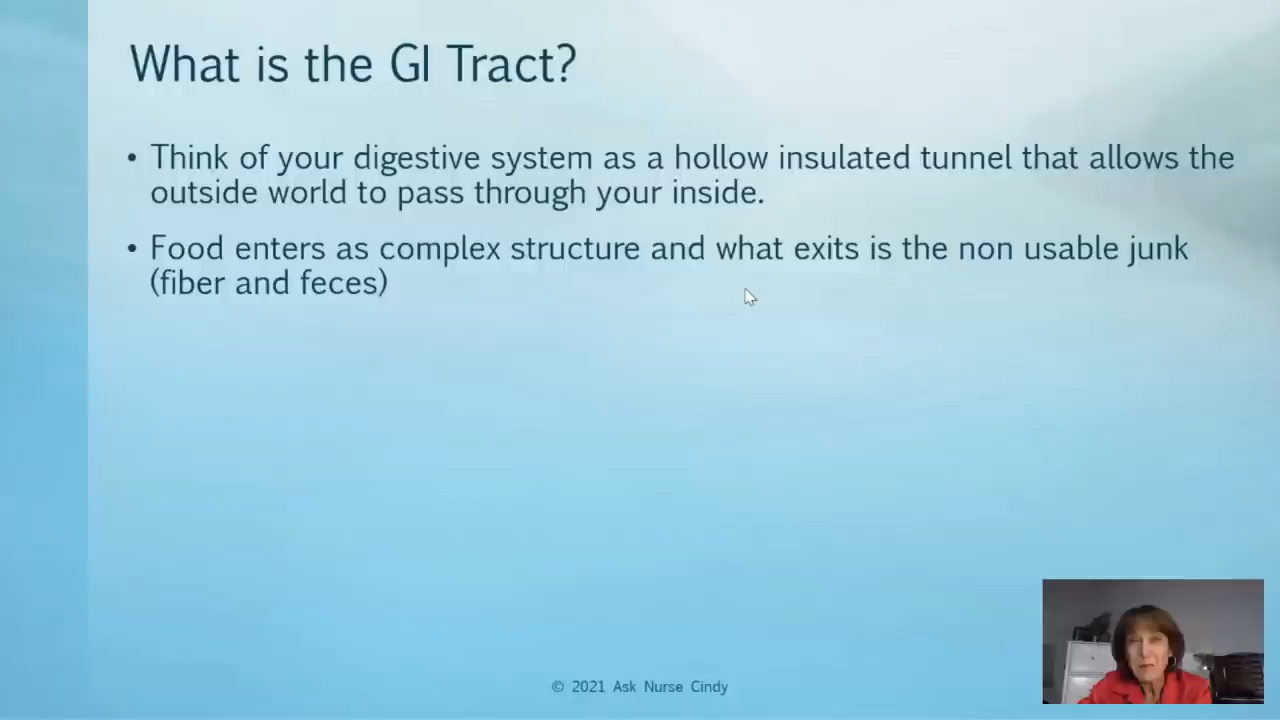 What is the GI Tract?
• Think of your digestive system as a hollow insulated tunnel that allows the
outside world to pass through your inside.
• Food enters as complex structure and what exits is the non usable junk
(fiber and feces)
© 2021 Ask Nurse Cindy